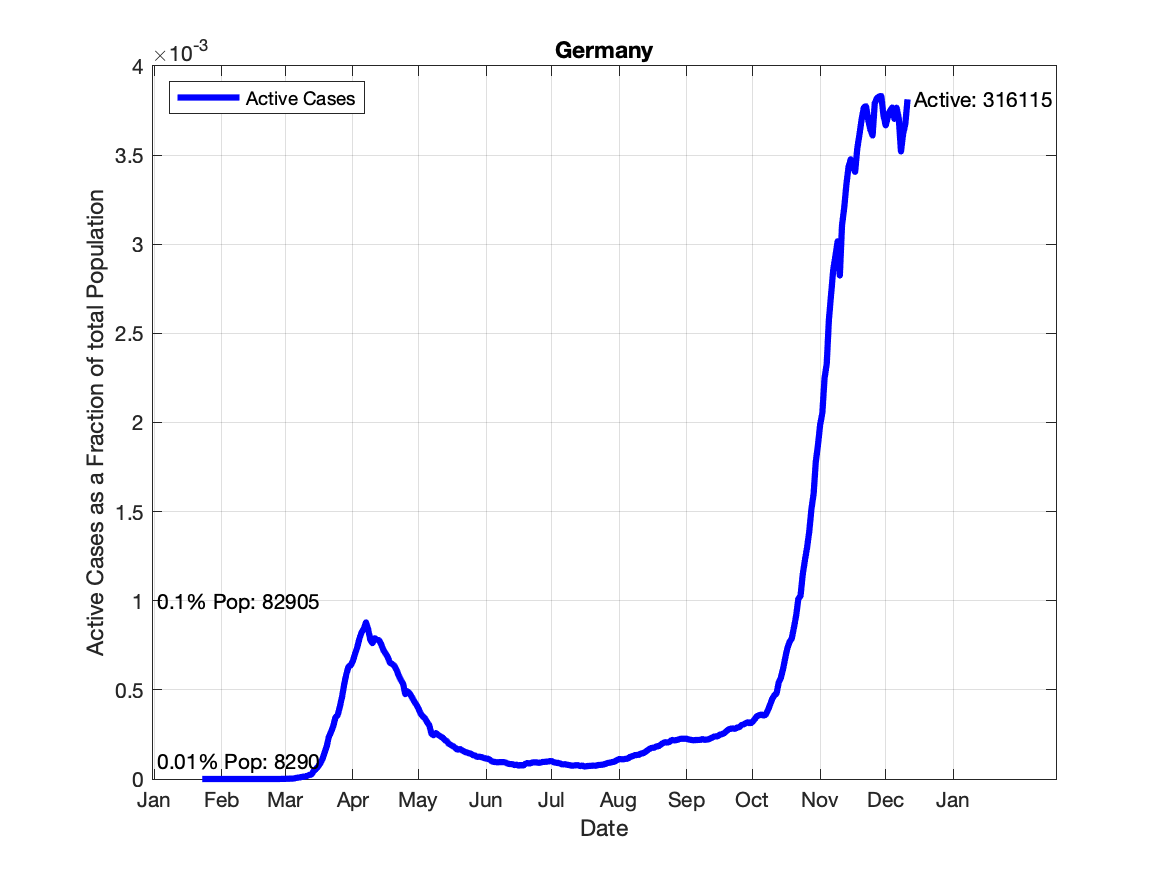 Germany
×10-3
4
3.5
3
2.5
2
1.5
1
0.5
0
Active Cases as a Fraction of total Population
Active Cases
Active: 316115
0.1% Pop: 82905
0.01% Pop: 8290
Jan Feb Mar Apr May Jun Jul Aug Sep Oct Nov Dec Jan
Date